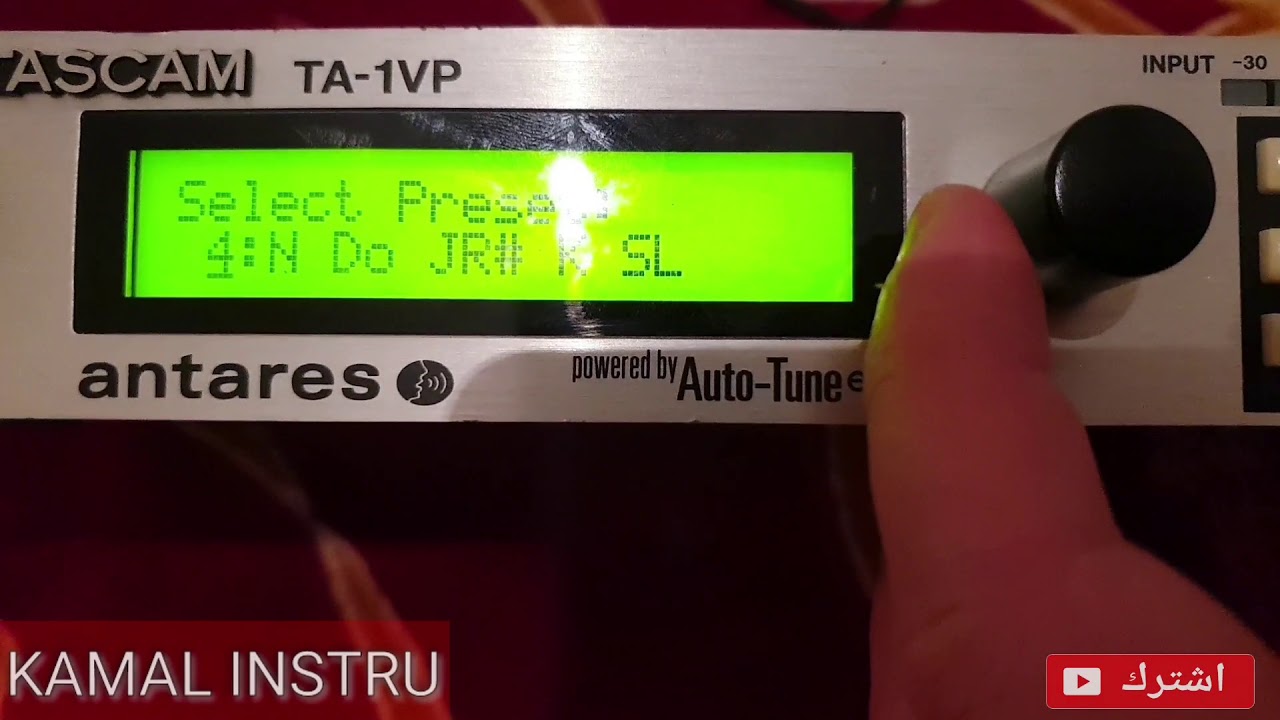 TASCAM TA-1VP
INPUT -30
Select Preset
4:N Do JR# K SL
antares
powered by Auto-Tune
KAMAL INSTRU
اشترك